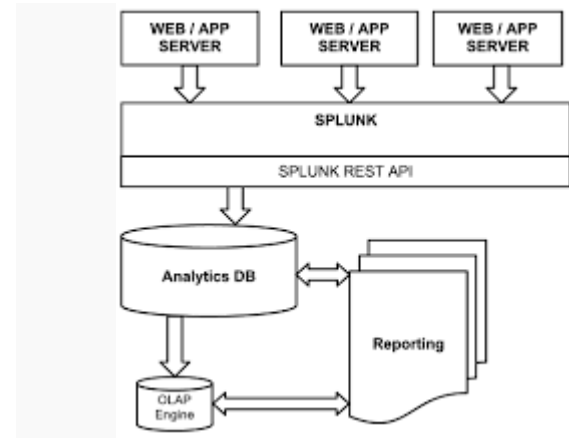 WEB / APP
SERVER
WEB / APP
SERVER
WEB / APP
SERVER
SPLUNK
SPLUNK REST API
Analytics DB
Reporting
OLAP
Engine